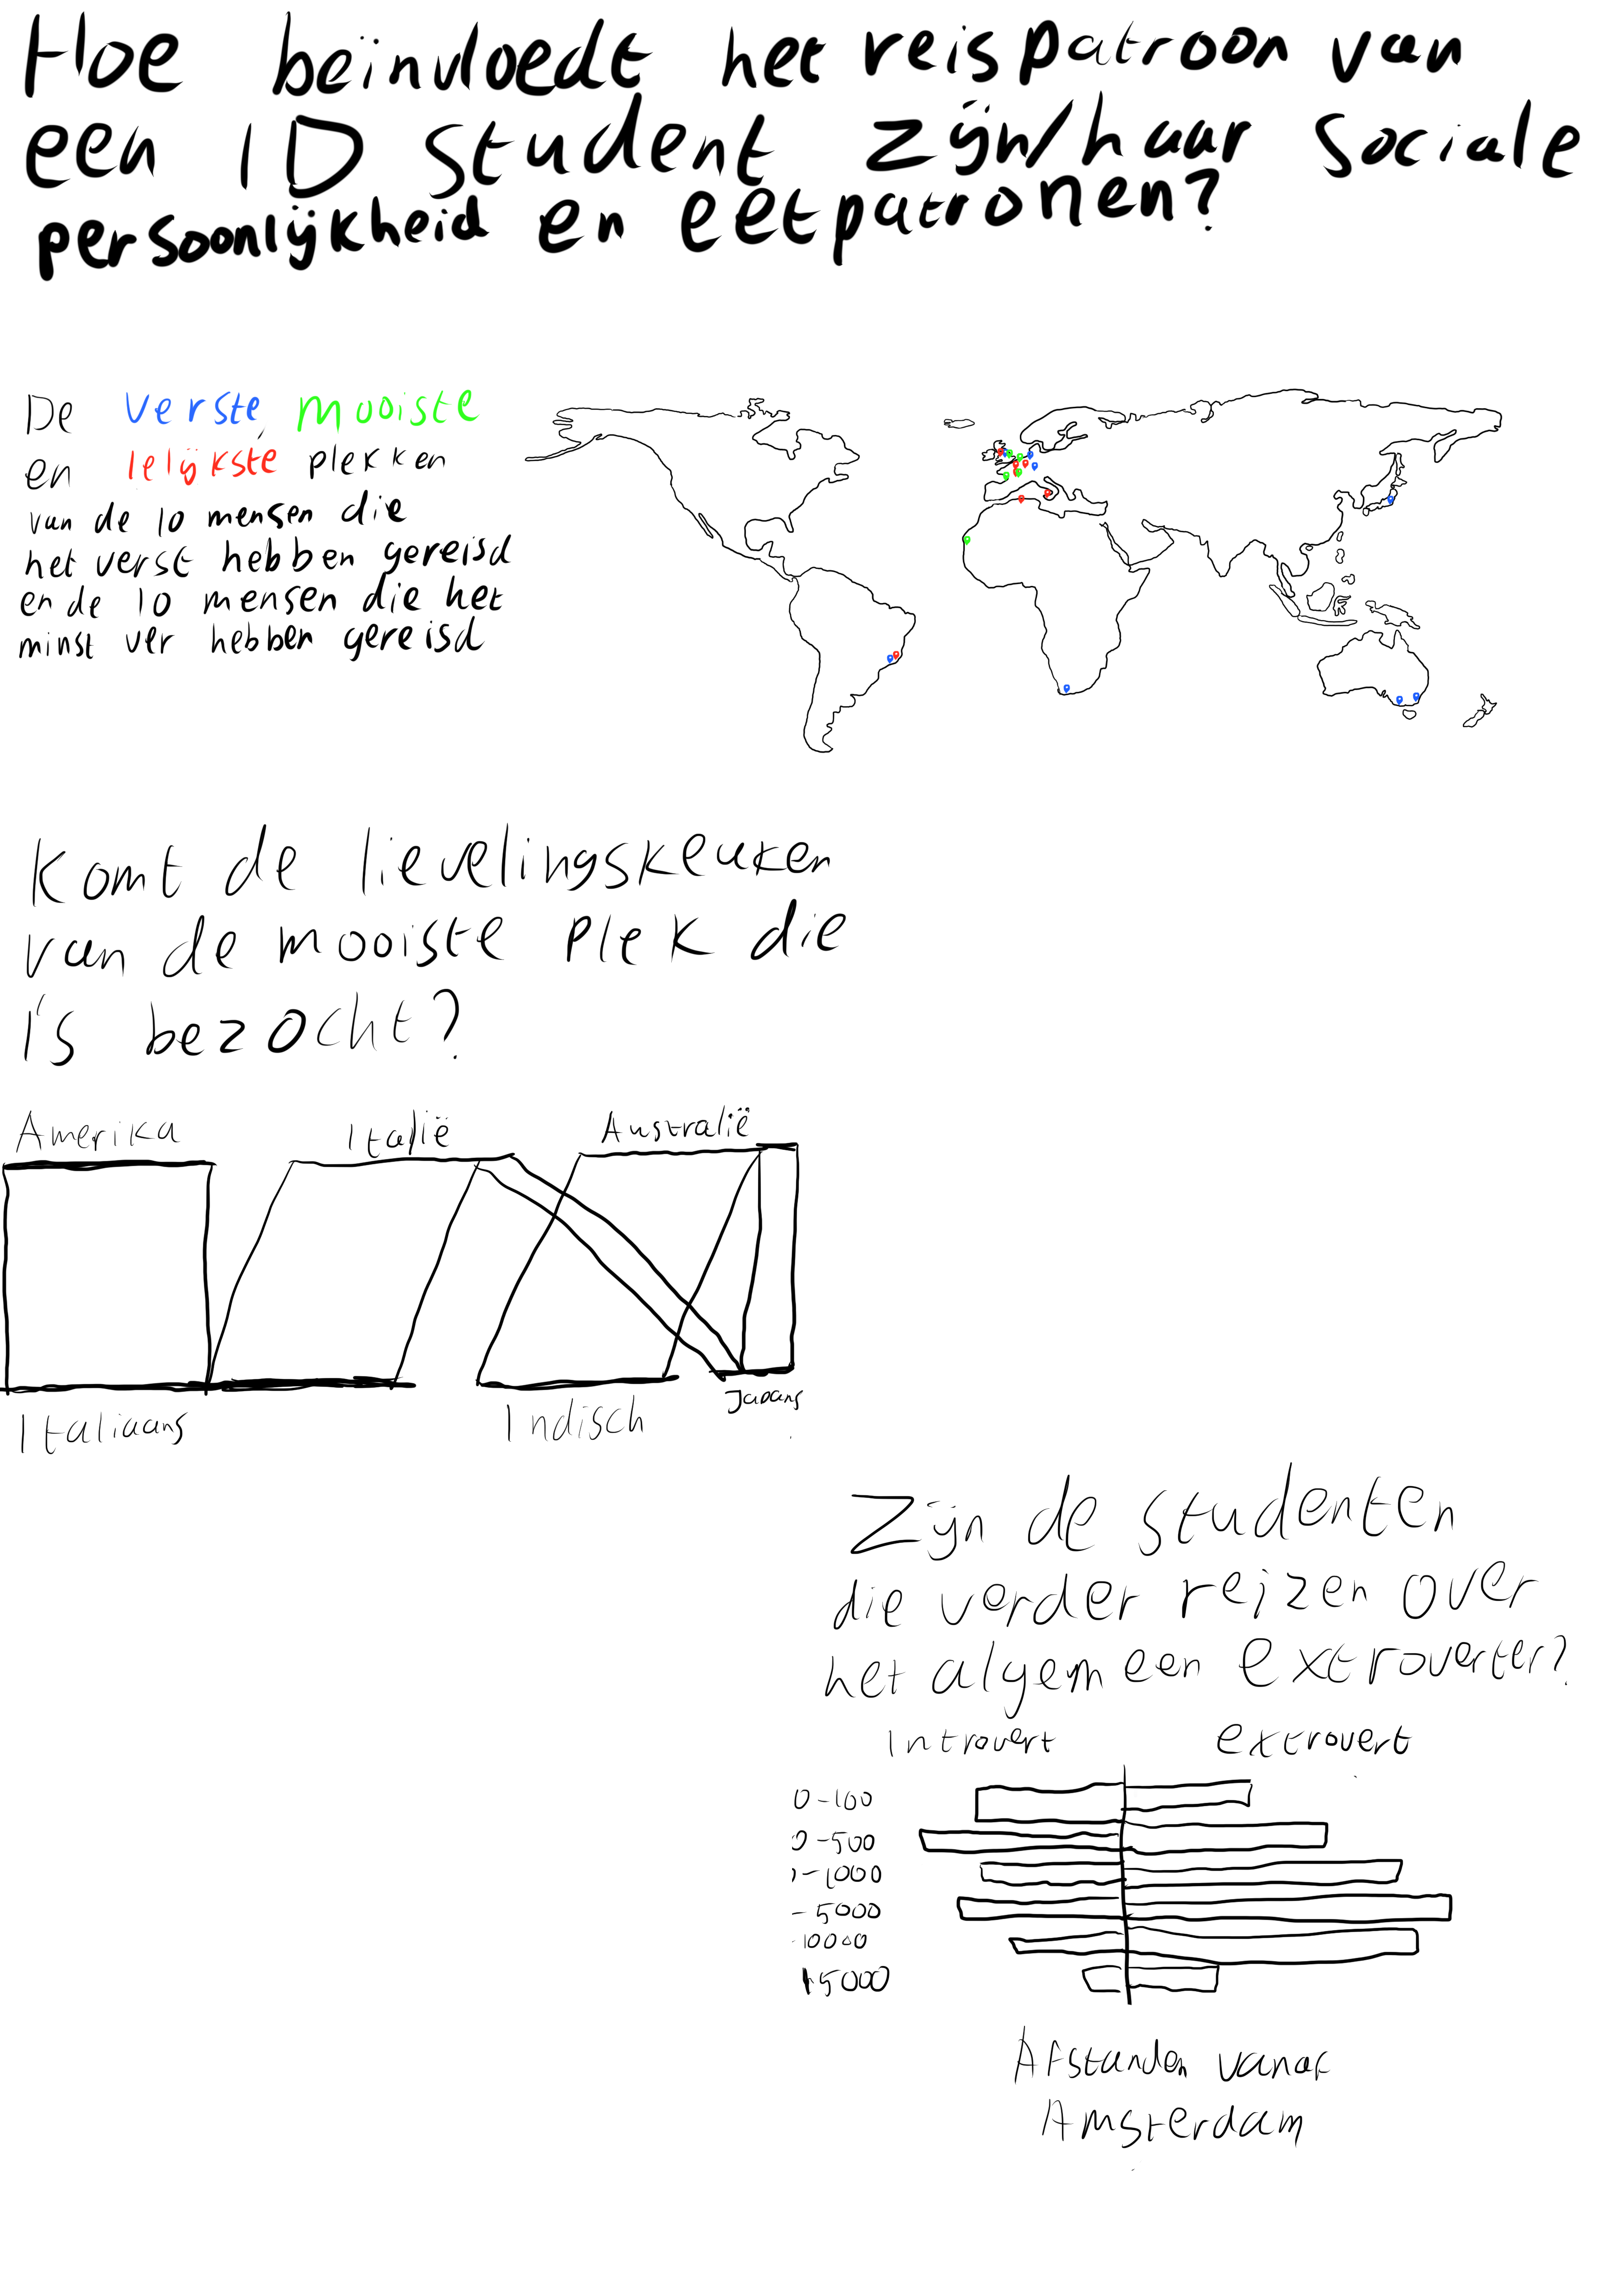 Hoe beïnvloedt het reispatroon van
een ID student zijn/haar sociale
persoonlijkheid en eetpatronen?
De verste, mooiste
en lelijkste plekken
van de 10 mensen die
het verst hebben gereisd
en de 10 mensen die het
minst ver hebben gereisd
Komt de lievelingskeuken
van de mooiste plek die
is bezocht?
Amerika Italië Australië
Italiaans Indisch Japans
Zijn de studenten
die verder reizen over
het algemeen extroverter?
Introvert extrovert
0-100
0-500
-1000
-5000
-10000
15000
Afstanden vanaf
Amsterdam